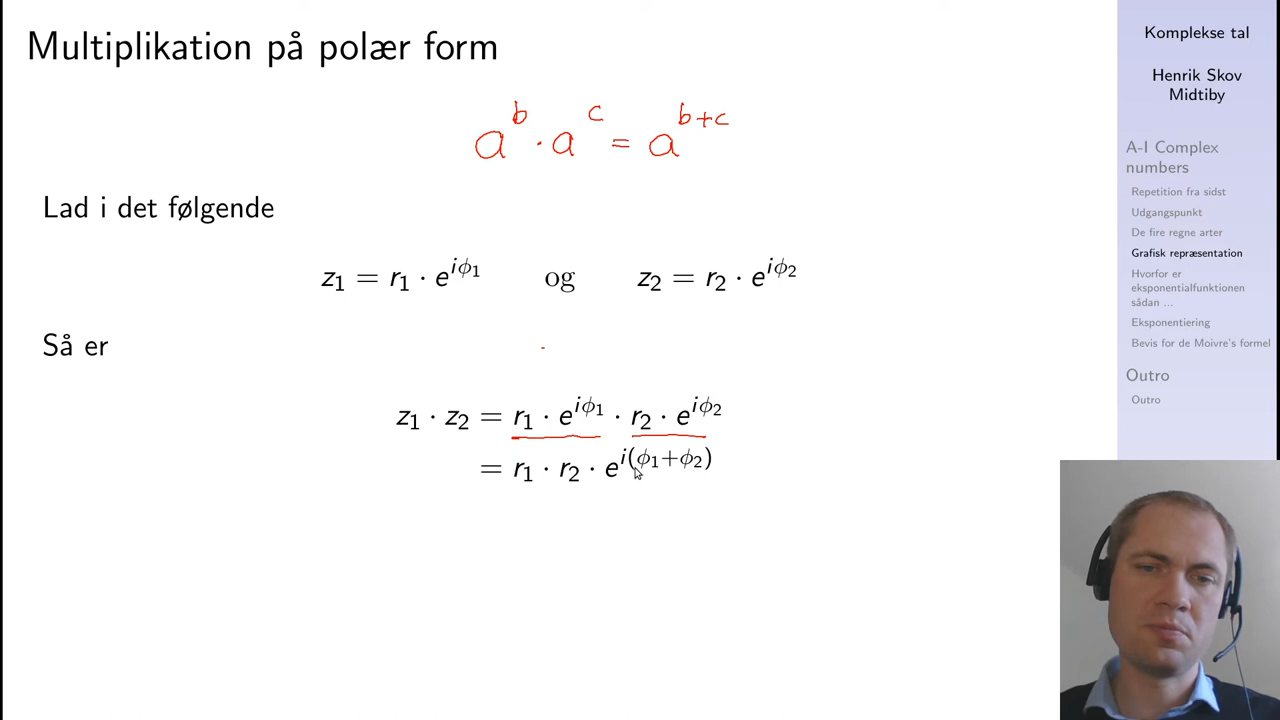 Multiplikation på polær form
a^b · a^c = a^{b+c}
Lad i det følgende
z₁ = r₁ · e^{iϕ₁} og z₂ = r₂ · e^{iϕ₂}
Så er
z₁ · z₂ = r₁ · e^{iϕ₁} · r₂ · e^{iϕ₂}
= r₁ · r₂ · e^{i(ϕ₁+ϕ₂)}
Komplekse tal
Henrik Skov
Midtiby
A-I Complex
numbers
Repetition fra sidst
Udgangspunkt
De fire regne arter
Grafisk repræsentation
Hvorfor er
eksponentialfunktionen
sådan ...
Eksponentiering
Bevis for de Moivre's formel
Outro
Outro